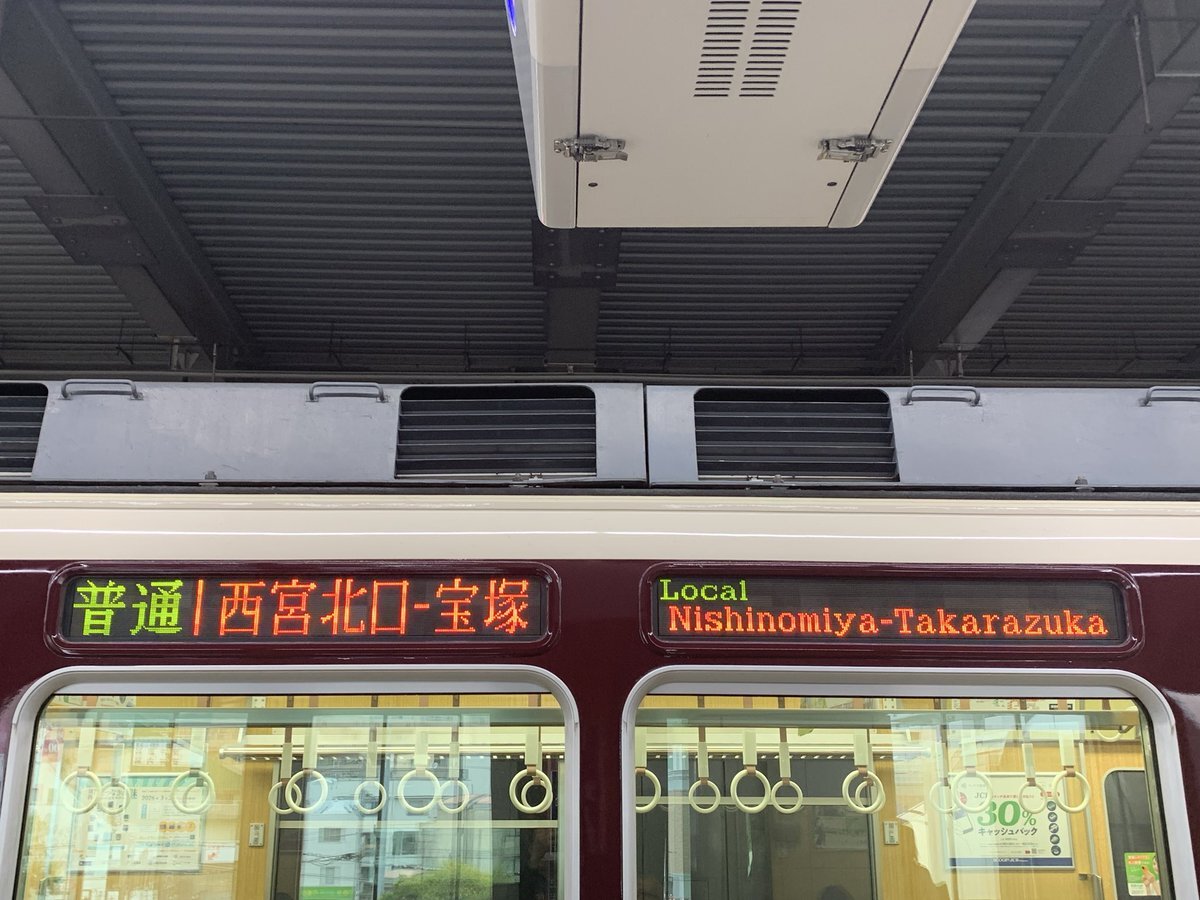 普通 西宮北口-宝塚
Local
Nishinomiya-Takarazuka
JCB
30%
キャッシュバック